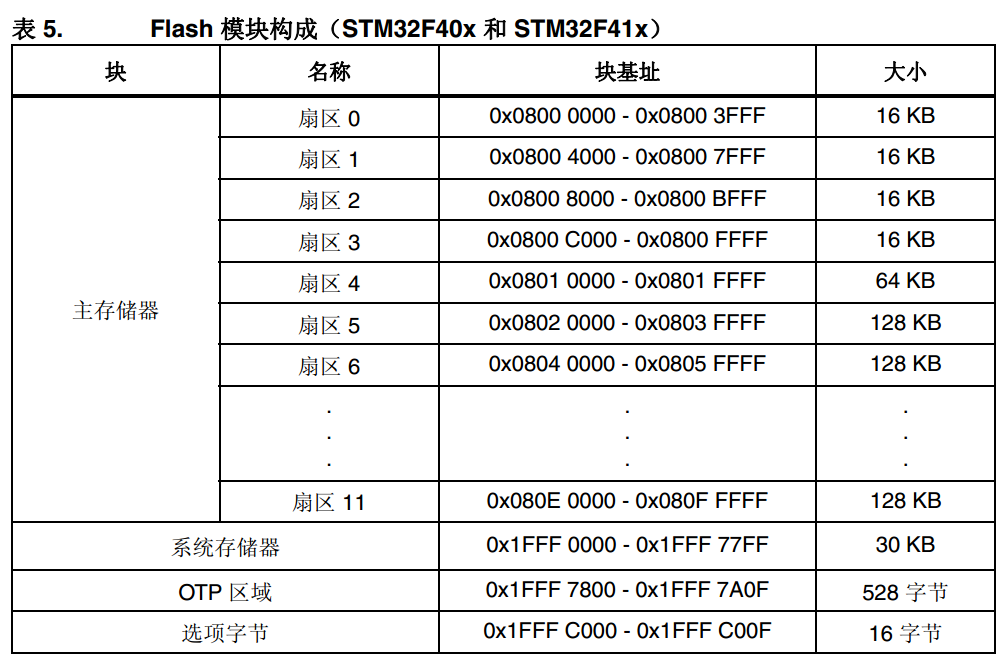 表 5. Flash 模块构成（STM32F40x 和 STM32F41x）
块 名称 块基址 大小
主存储器
扇区 0 0x0800 0000 - 0x0800 3FFF 16 KB
扇区 1 0x0800 4000 - 0x0800 7FFF 16 KB
扇区 2 0x0800 8000 - 0x0800 BFFF 16 KB
扇区 3 0x0800 C000 - 0x0800 FFFF 16 KB
扇区 4 0x0801 0000 - 0x0801 FFFF 64 KB
扇区 5 0x0802 0000 - 0x0803 FFFF 128 KB
扇区 6 0x0804 0000 - 0x0805 FFFF 128 KB
. . .
. . .
. . .
扇区 11 0x080E 0000 - 0x080F FFFF 128 KB
系统存储器 0x1FFF 0000 - 0x1FFF 77FF 30 KB
OTP 区域 0x1FFF 7800 - 0x1FFF 7A0F 528 字节
选项字节 0x1FFF C000 - 0x1FFF C00F 16 字节